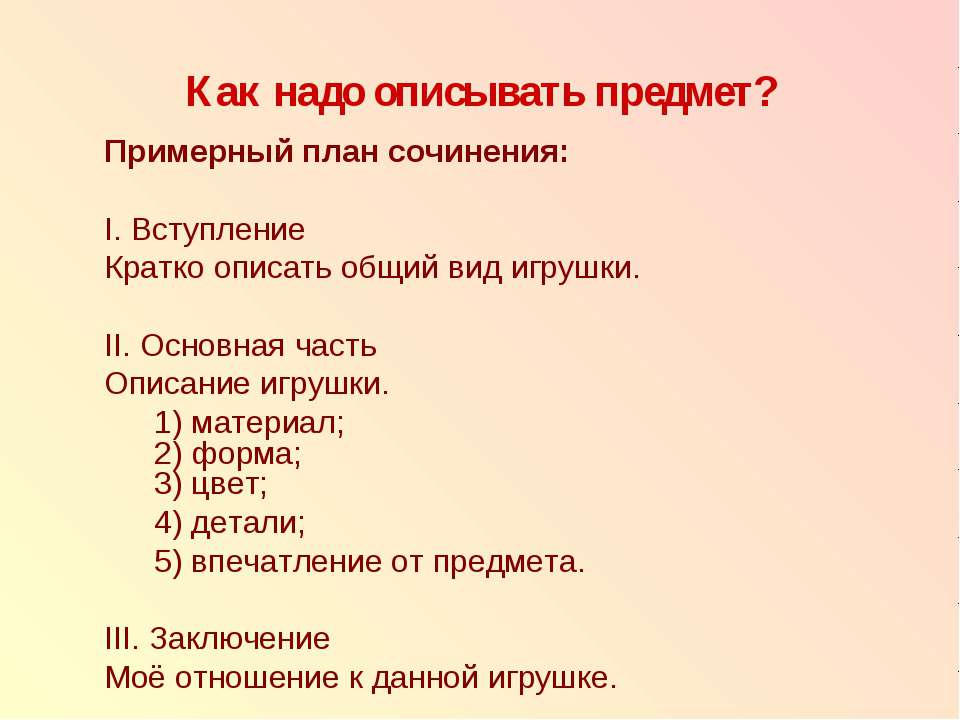 Как надо описывать предмет?
Примерный план сочинения:
I. Вступление
Кратко описать общий вид игрушки.
II. Основная часть
Описание игрушки.
1) материал;
2) форма;
3) цвет;
4) детали;
5) впечатление от предмета.
III. Заключение
Моё отношение к данной игрушке.